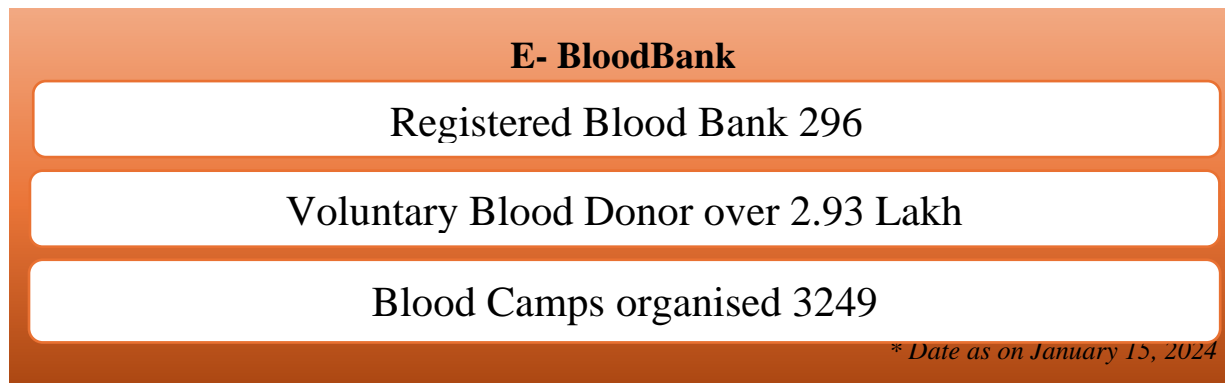 E- BloodBank
Registered Blood Bank 296
Voluntary Blood Donor over 2.93 Lakh
Blood Camps organised 3249
* Date as on January 15, 2024